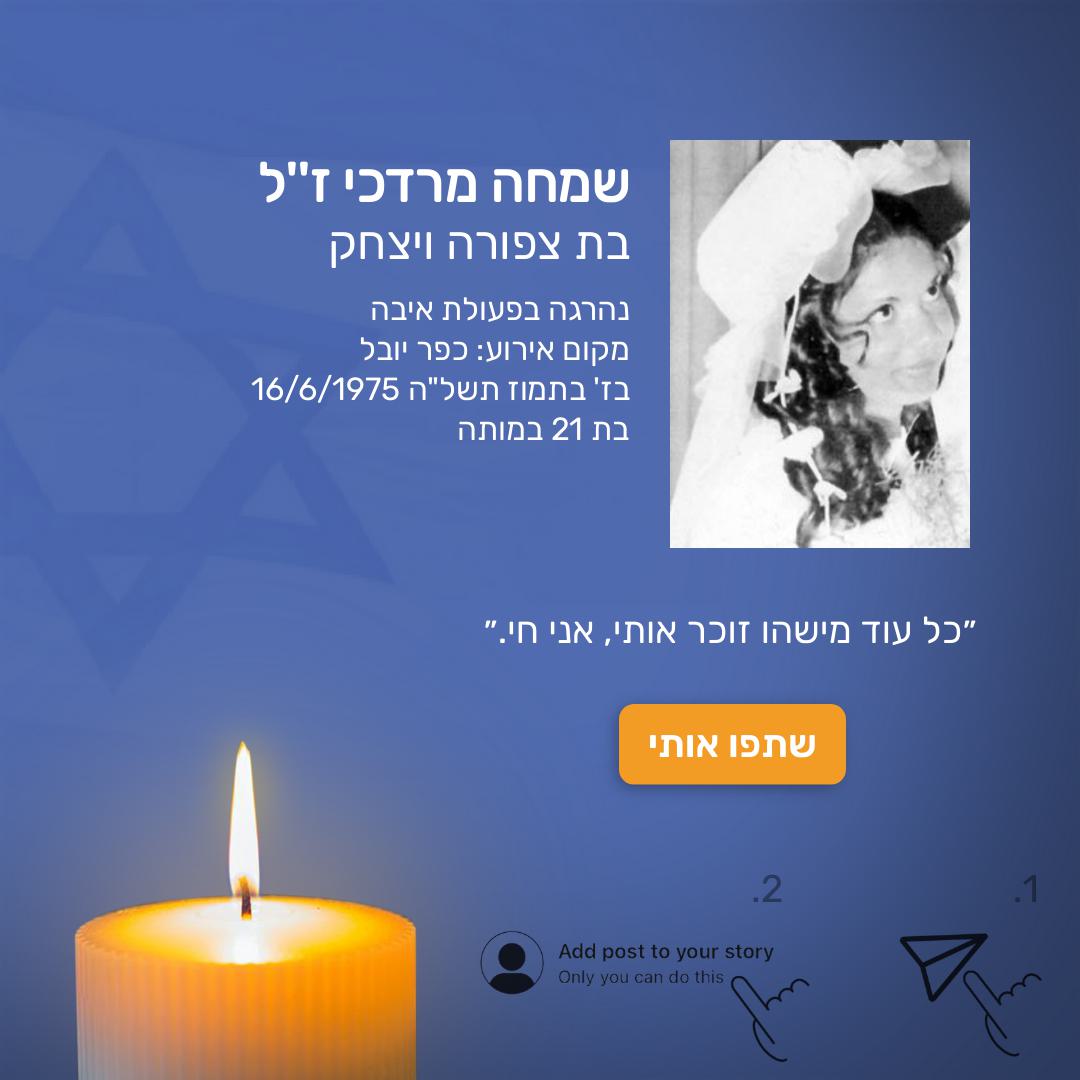 שמחה מרדכי ז"ל
בת צפורה ויצחק
נהרגה בפעולת איבה
מקום אירוע: כפר יובל
בז' בתמוז תשל"ה 16/6/1975
בת 21 במותה
״כל עוד מישהו זוכר אותי, אני חי.״
שתפו אותי
1.
2.
Add post to your story
Only you can do this